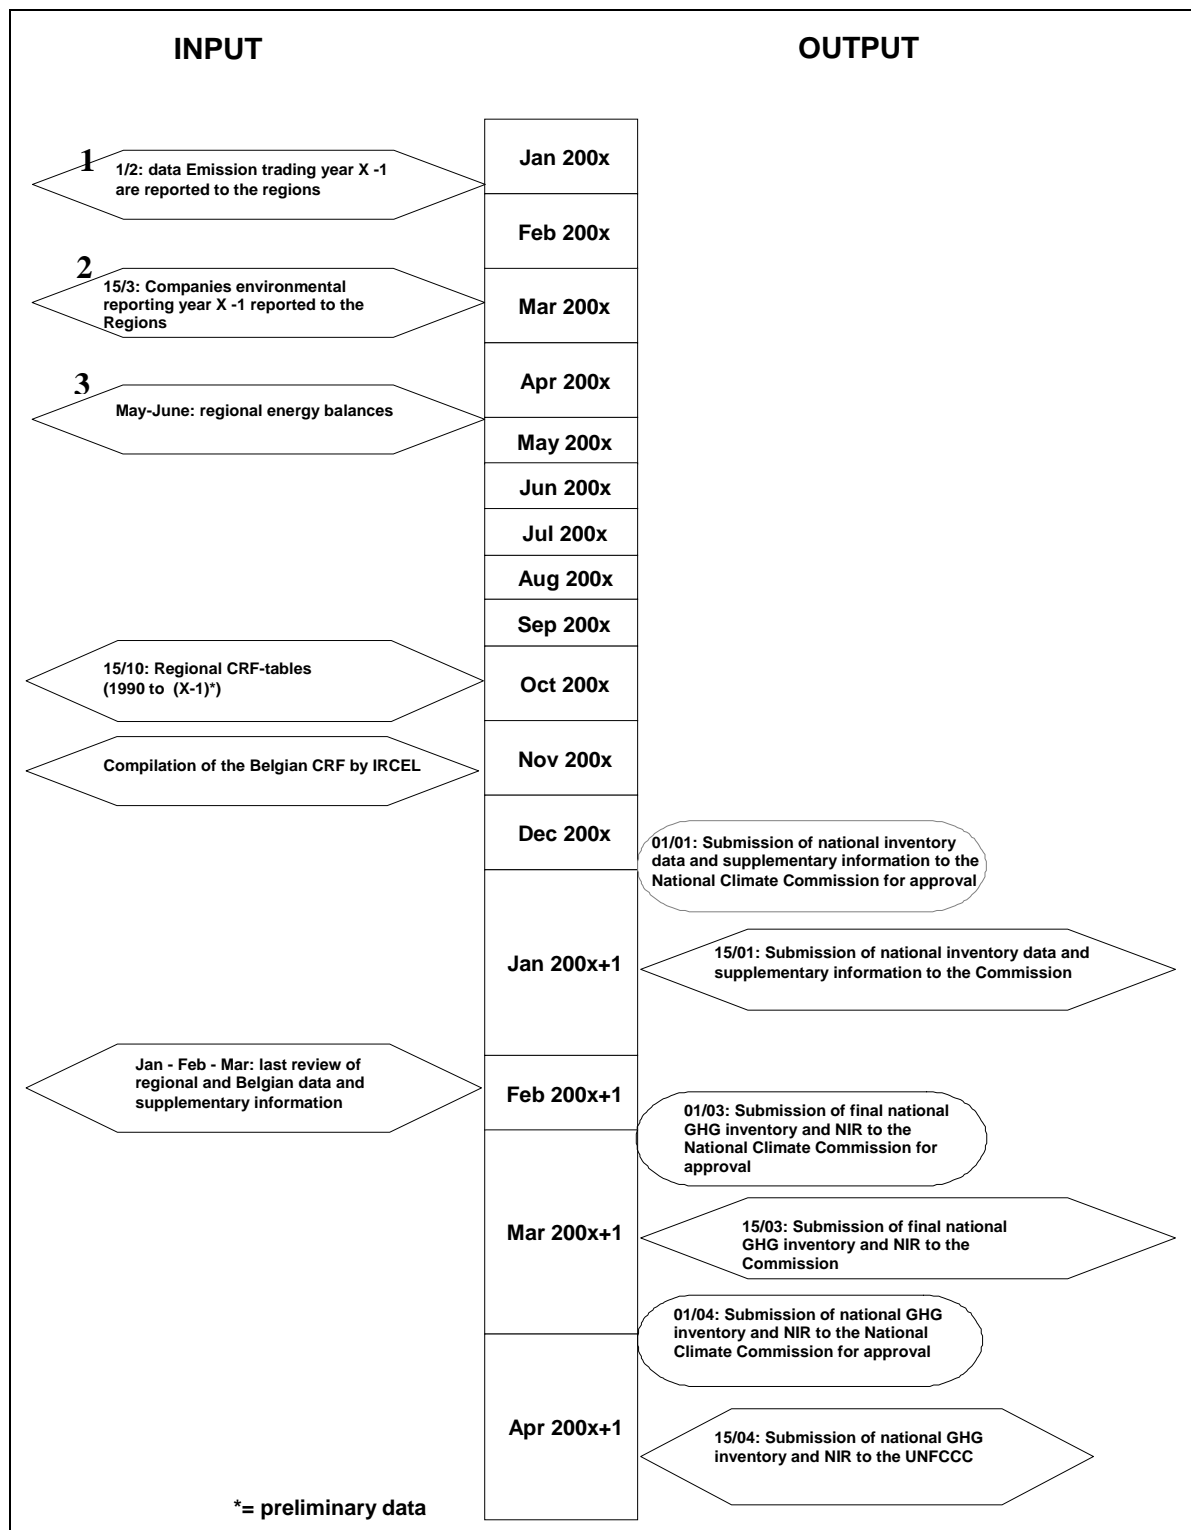 INPUT
OUTPUT
Jan 200x
1
1/2: data Emission trading year X -1
are reported to the regions
Feb 200x
2
15/3: Companies environmental
reporting year X -1 reported to the
Regions
Mar 200x
Apr 200x
3
May-June: regional energy balances
May 200x
Jun 200x
Jul 200x
Aug 200x
Sep 200x
15/10: Regional CRF-tables
(1990 to (X-1)*)
Oct 200x
Compilation of the Belgian CRF by IRCEL
Nov 200x
Dec 200x
01/01: Submission of national inventory
data and supplementary information to the
National Climate Commission for approval
Jan 200x+1
15/01: Submission of national inventory data and
supplementary information to the Commission
Jan - Feb - Mar: last review of
regional and Belgian data and
supplementary information
Feb 200x+1
01/03: Submission of final national
GHG inventory and NIR to the
National Climate Commission for
approval
Mar 200x+1
15/03: Submission of final national
GHG inventory and NIR to the
Commission
01/04: Submission of national GHG
inventory and NIR to the National
Climate Commission for approval
Apr 200x+1
15/04: Submission of national GHG
inventory and NIR to the UNFCCC
*= preliminary data